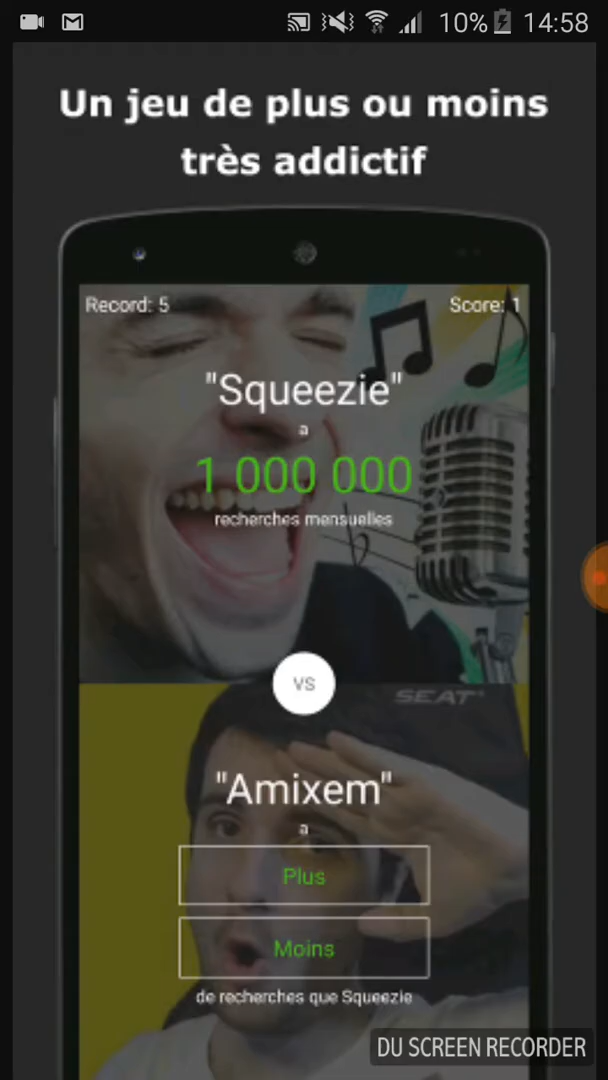 10% 14:58
Un jeu de plus ou moins
très addictif
Record: 5
Score: 1
"Squeezie"
a
1 000 000
recherches mensuelles
VS
SEAT
"Amixem"
a
Plus
Moins
de recherches que Squeezie
DU SCREEN RECORDER